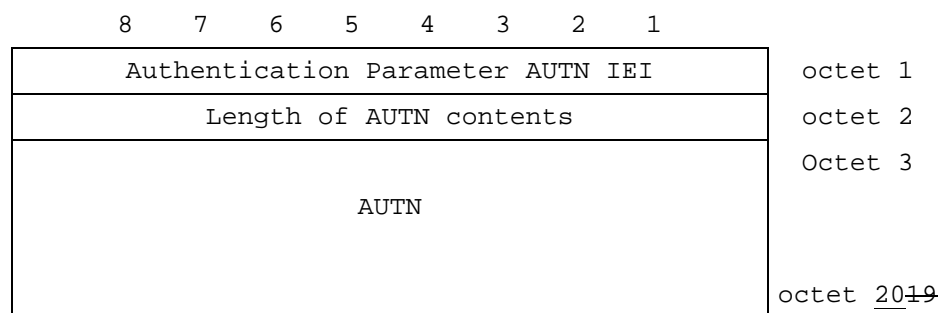 8 7 6 5 4 3 2 1
Authentication Parameter AUTN IEI octet 1
Length of AUTN contents octet 2
Octet 3
AUTN
octet 2019